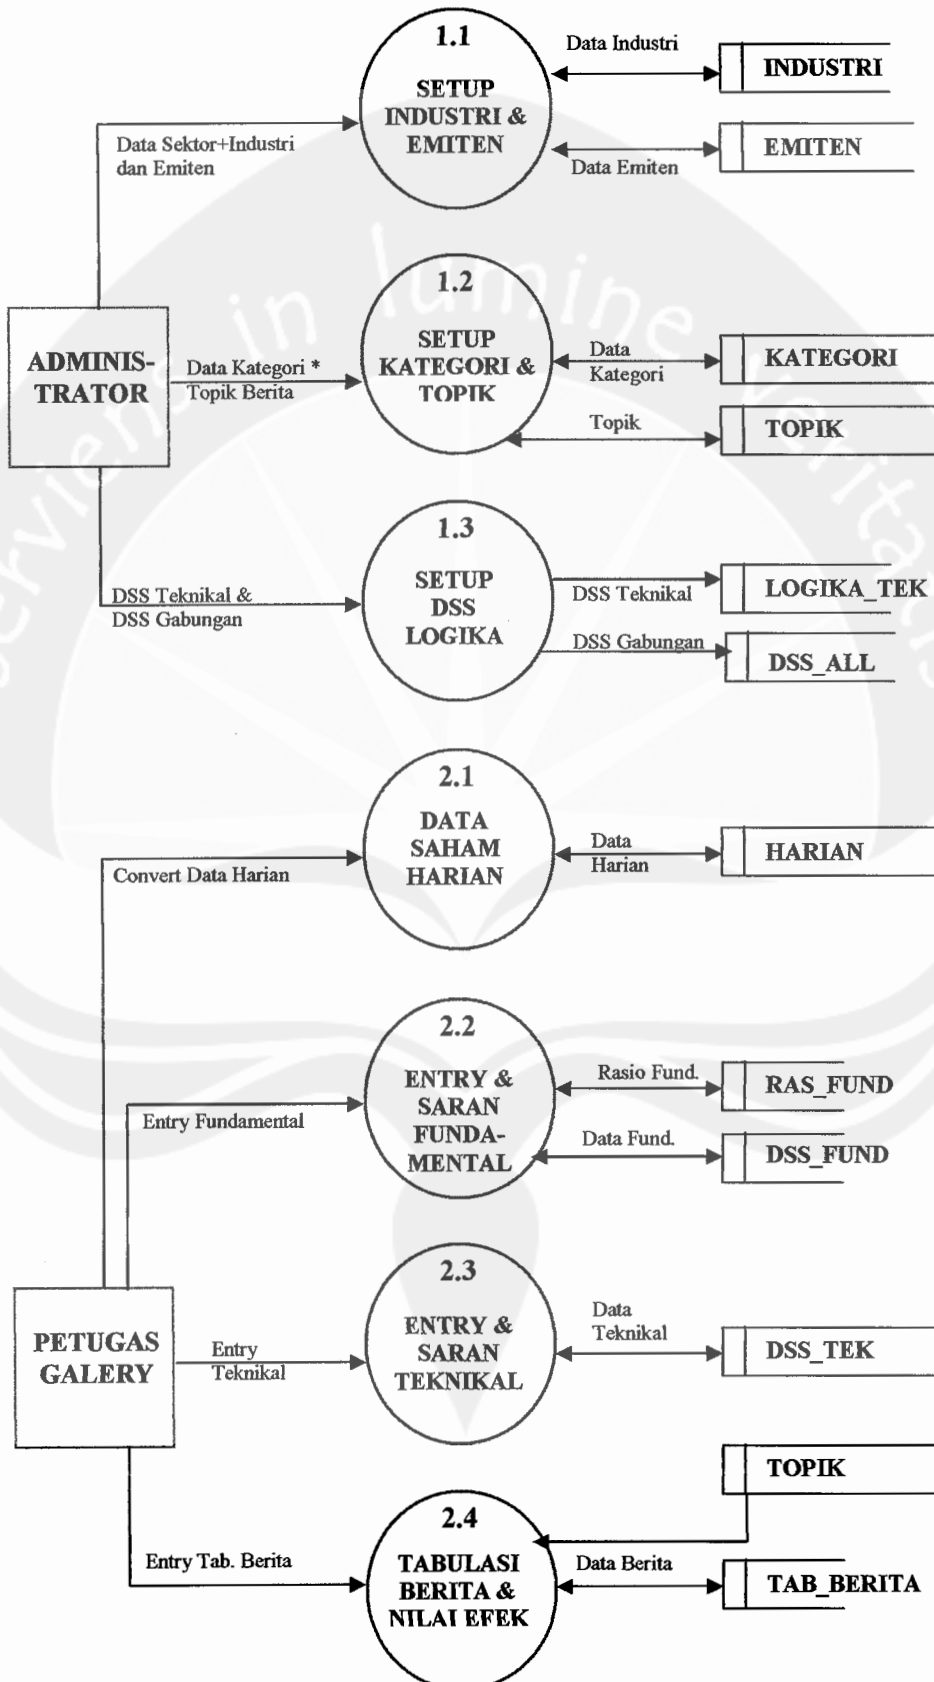 1.1
SETUP
INDUSTRI &
EMITEN
Data Industri
INDUSTRI
Data Emiten
EMITEN
Data Sektor+Industri
dan Emiten
1.2
SETUP
KATEGORI &
TOPIK
ADMINIS-
TRATOR
Data Kategori *
Topik Berita
Data
Kategori
KATEGORI
Topik
TOPIK
1.3
SETUP
DSS
LOGIKA
DSS Teknikal &
DSS Gabungan
DSS Teknikal
LOGIKA_TEK
DSS Gabungan
DSS_ALL
2.1
DATA
SAHAM
HARIAN
Convert Data Harian
Data
Harian
HARIAN
2.2
ENTRY &
SARAN
FUNDA-
MENTAL
Entry Fundamental
Rasio Fund.
RAS_FUND
Data Fund.
DSS_FUND
2.3
ENTRY &
SARAN
TEKNIKAL
PETUGAS
GALERY
Entry
Teknikal
Data
Teknikal
DSS_TEK
TOPIK
2.4
TABULASI
BERITA &
NILAI EFEK
Entry Tab. Berita
Data Berita
TAB_BERITA
serviens in lumine veritatis